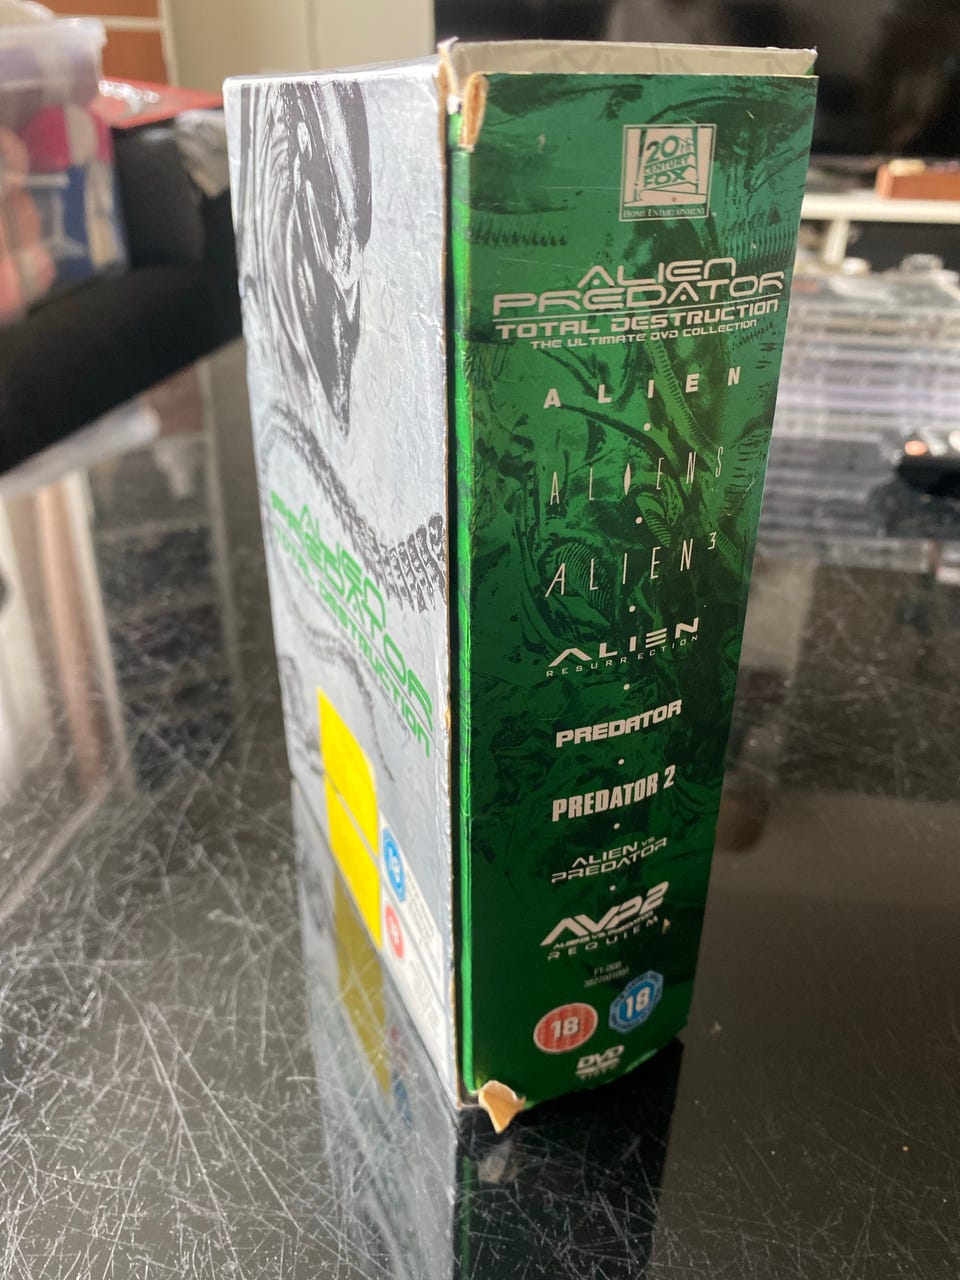 20th
CENTURY
FOX
HOME ENTERTAINMENT
ALIEN
PREDATOR
TOTAL DESTRUCTION
THE ULTIMATE DVD COLLECTION
ALIEN
ALIENS
ALIEN³
ALIEN
RESURRECTION
PREDATOR
PREDATOR 2
ALIEN VS.
PREDATOR
AVP2
ALIENS VS. PREDATOR
REQUIEM
18
18
DVD
ALIEN
PREDATOR
TOTAL DESTRUCTION